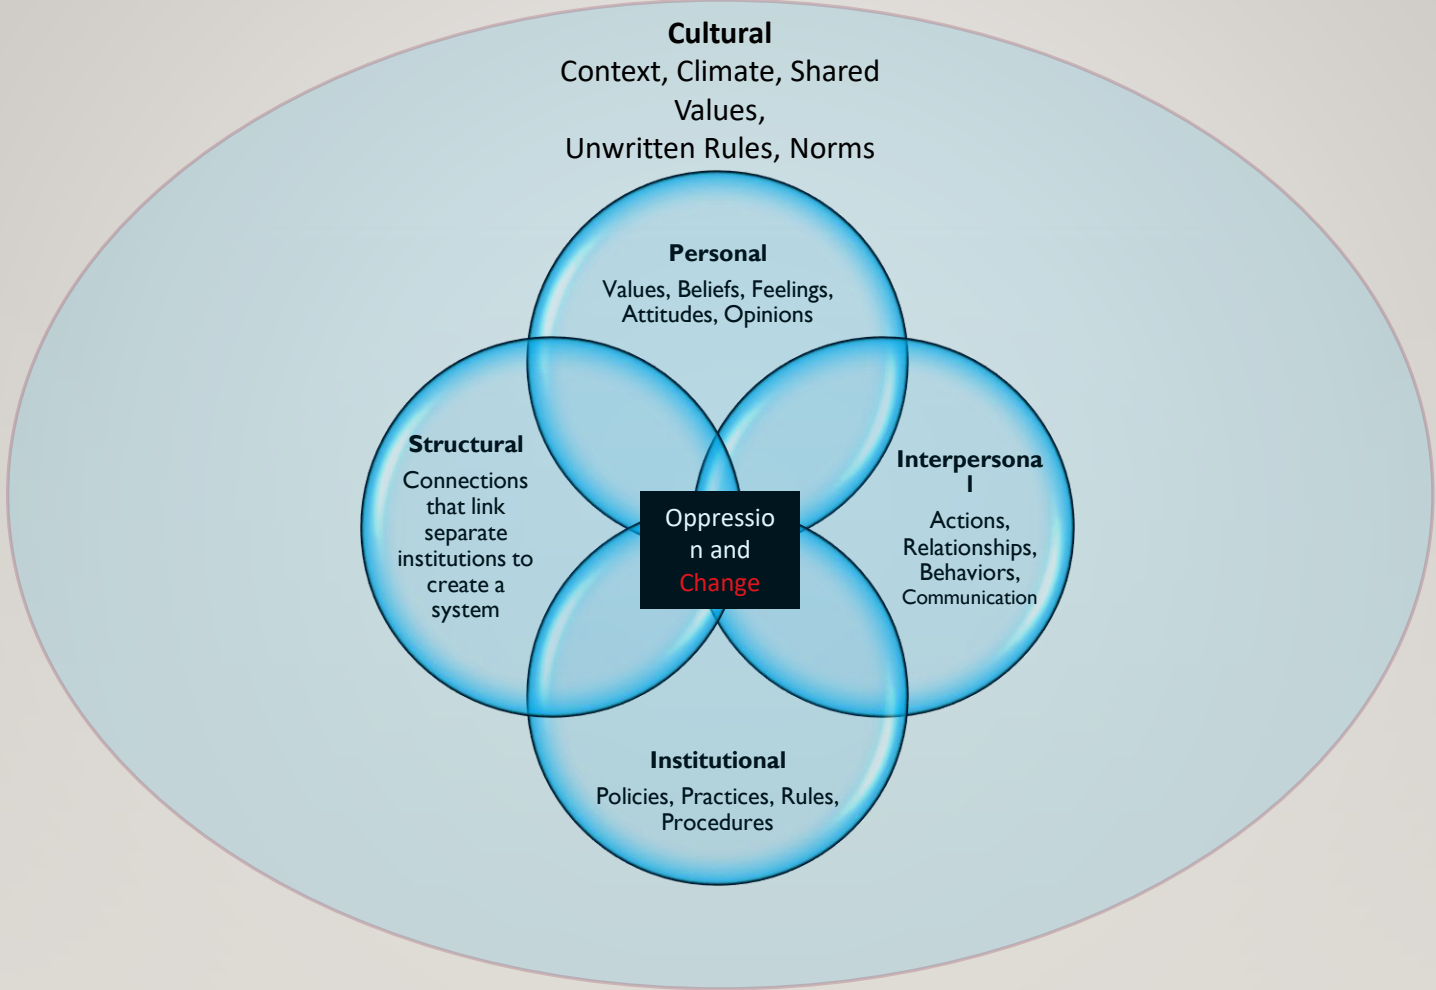 Cultural
Context, Climate, Shared
Values,
Unwritten Rules, Norms
Personal
Values, Beliefs, Feelings,
Attitudes, Opinions
Structural
Connections
that link
separate
institutions to
create a
system
Oppressio
n and
Change
Interpersona
l
Actions,
Relationships,
Behaviors,
Communication
Institutional
Policies, Practices, Rules,
Procedures